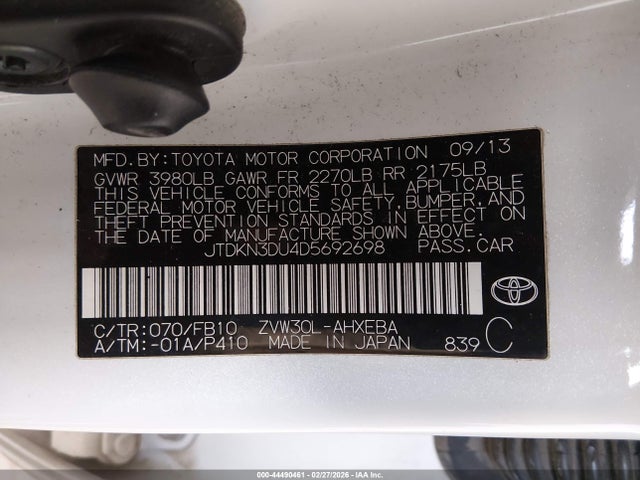 MFD. BY: TOYOTA MOTOR CORPORATION 09/13
GVWR 3980LB GAWR FR 2270LB RR 2175LB
THIS VEHICLE CONFORMS TO ALL APPLICABLE
FEDERAL MOTOR VEHICLE SAFETY, BUMPER, AND
THEFT PREVENTION STANDARDS IN EFFECT ON
THE DATE OF MANUFACTURE SHOWN ABOVE.
JTDKN3DU4D5692698 PASS. CAR
C/TR: 070/FB10 ZVW30L-AHXEBA C
A/TM: -01A/P410 MADE IN JAPAN 839
TOYOTA
000-44490461 | 02/27/2026 - IAA, Inc.